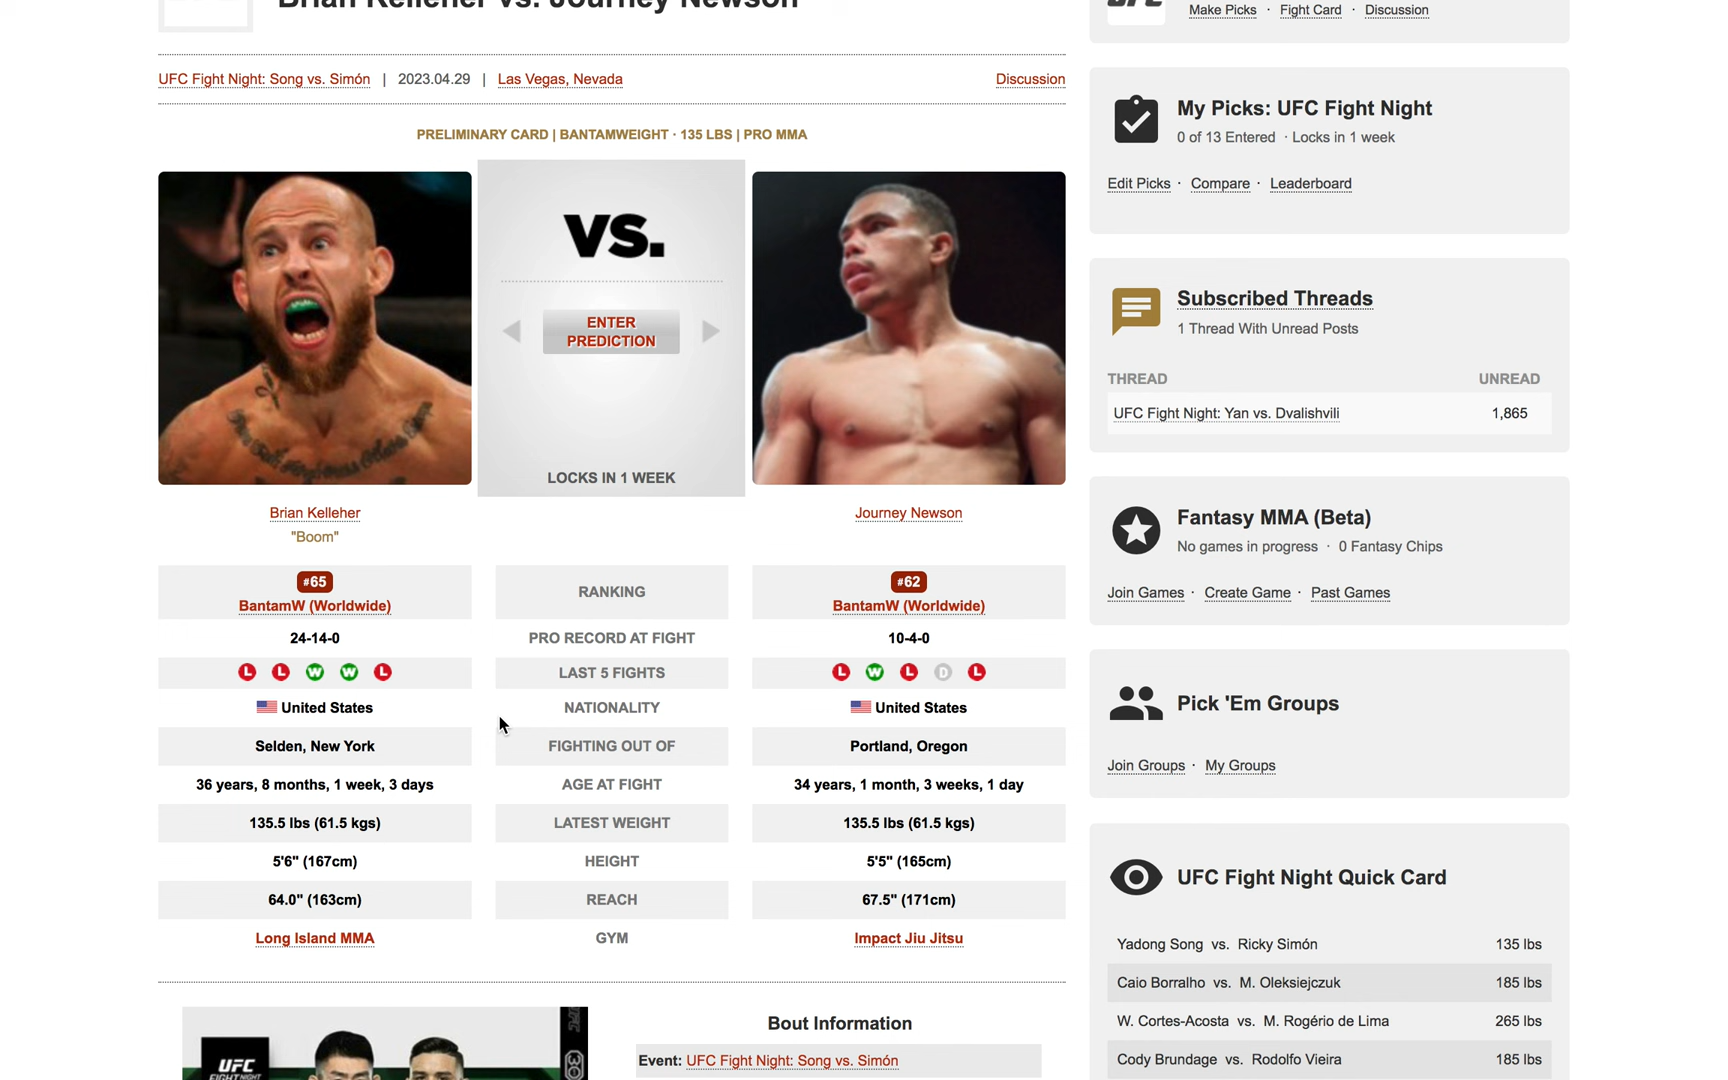 Brian Kelleher vs. Journey Newson
UFC Fight Night: Song vs. Simón | 2023.04.29 | Las Vegas, Nevada
Discussion
PRELIMINARY CARD | BANTAMWEIGHT · 135 LBS | PRO MMA
VS.
ENTER
PREDICTION
LOCKS IN 1 WEEK
Brian Kelleher
"Boom"
Journey Newson
#65
BantamW (Worldwide)
RANKING
#62
BantamW (Worldwide)
24-14-0 PRO RECORD AT FIGHT 10-4-0
L L W W L LAST 5 FIGHTS L W L D L
United States NATIONALITY United States
Selden, New York FIGHTING OUT OF Portland, Oregon
36 years, 8 months, 1 week, 3 days AGE AT FIGHT 34 years, 1 month, 3 weeks, 1 day
135.5 lbs (61.5 kgs) LATEST WEIGHT 135.5 lbs (61.5 kgs)
5'6" (167cm) HEIGHT 5'5" (165cm)
64.0" (163cm) REACH 67.5" (171cm)
Long Island MMA GYM Impact Jiu Jitsu
UFC
FIGHT NIGHT
Bout Information
Event: UFC Fight Night: Song vs. Simón
UFC
Make Picks · Fight Card · Discussion
My Picks: UFC Fight Night
0 of 13 Entered · Locks in 1 week
Edit Picks · Compare · Leaderboard
Subscribed Threads
1 Thread With Unread Posts
THREAD UNREAD
UFC Fight Night: Yan vs. Dvalishvili 1,865
Fantasy MMA (Beta)
No games in progress · 0 Fantasy Chips
Join Games · Create Game · Past Games
Pick 'Em Groups
Join Groups · My Groups
UFC Fight Night Quick Card
Yadong Song vs. Ricky Simón 135 lbs
Caio Borralho vs. M. Oleksiejczuk 185 lbs
W. Cortes-Acosta vs. M. Rogério de Lima 265 lbs
Cody Brundage vs. Rodolfo Vieira 185 lbs